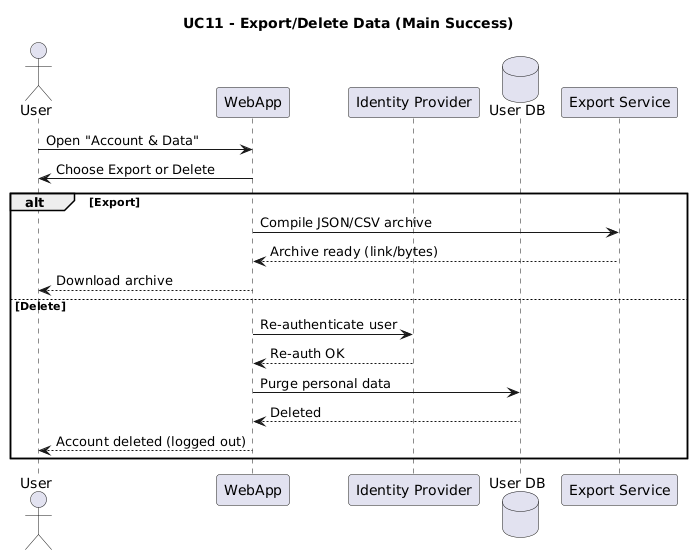 UC11 - Export/Delete Data (Main Success)
User
WebApp
Identity Provider
User DB
Export Service
Open "Account & Data"
Choose Export or Delete
alt [Export]
Compile JSON/CSV archive
Archive ready (link/bytes)
Download archive
[Delete]
Re-authenticate user
Re-auth OK
Purge personal data
Deleted
Account deleted (logged out)
User
WebApp
Identity Provider
User DB
Export Service